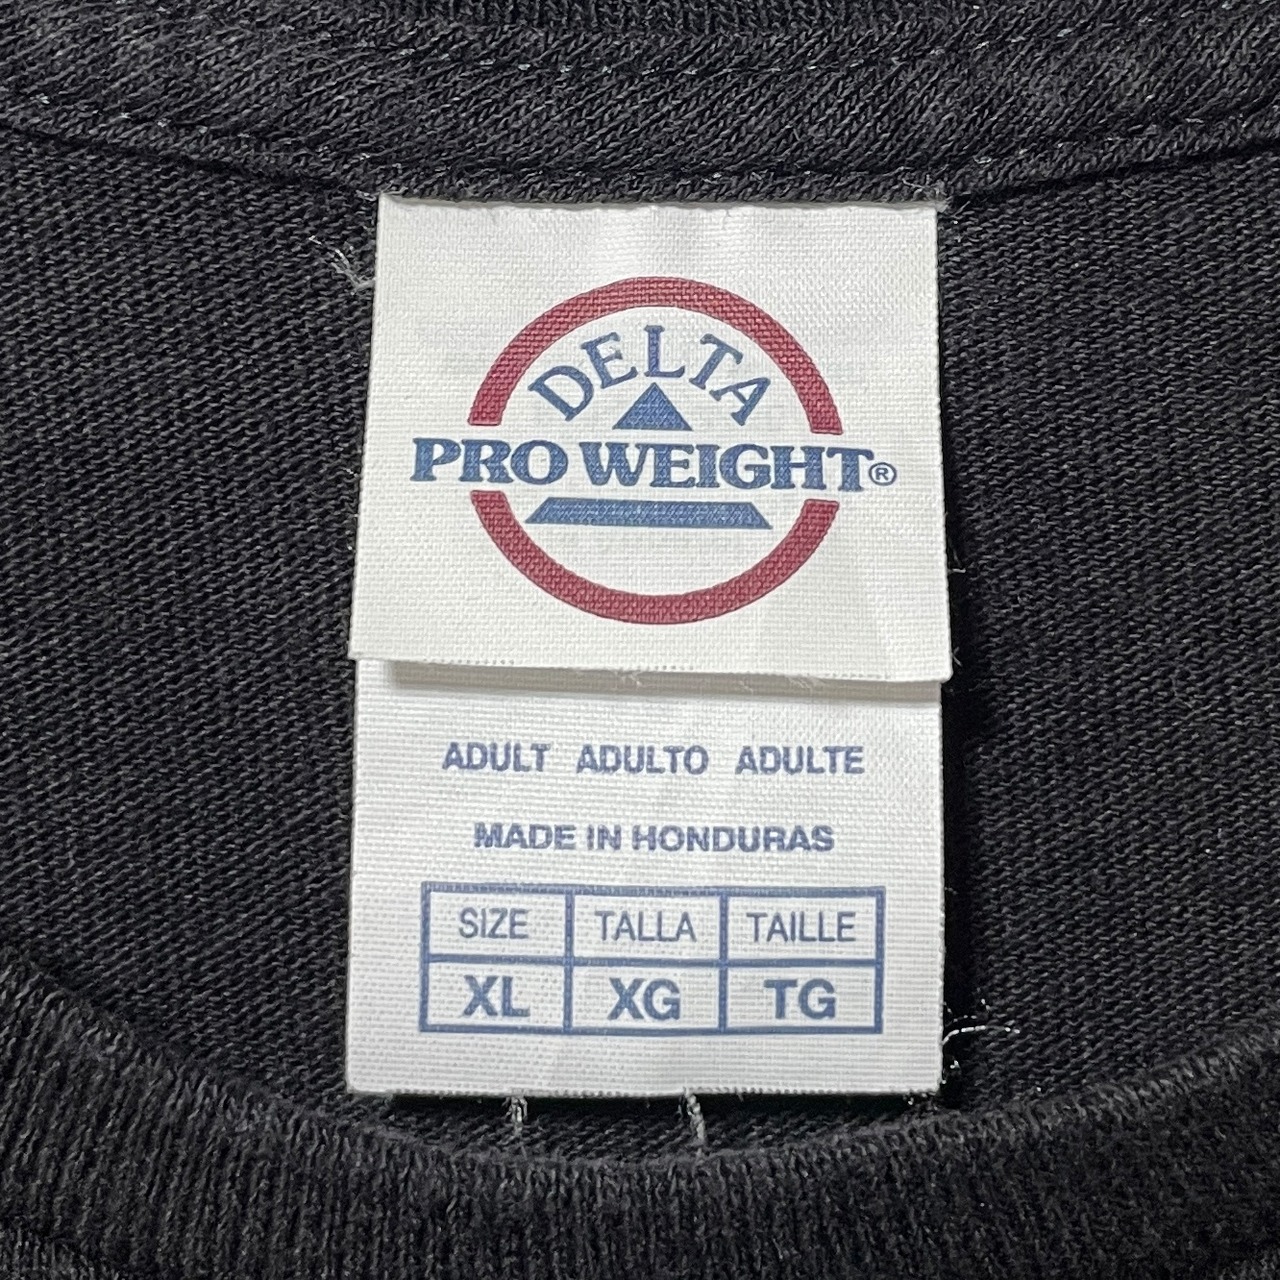 DELTA
PRO WEIGHT®
ADULT ADULTO ADULTE
MADE IN HONDURAS
SIZE TALLA TAILLE
XL XG TG